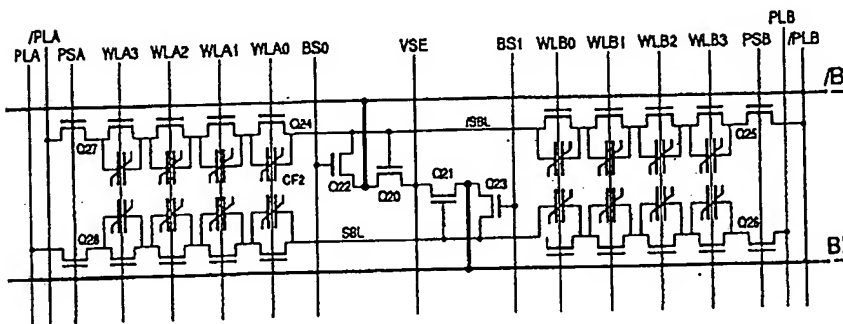 PLA /PLA PSA WLA3 WLA2 WLA1 WLA0 BS0 VSE BS1 WLB0 WLB1 WLB2 WLB3 PSB PLB /PLB
Q27 Q24 /SBL Q25
CF2 Q22 Q20 Q21 Q23
Q28 SBL Q26